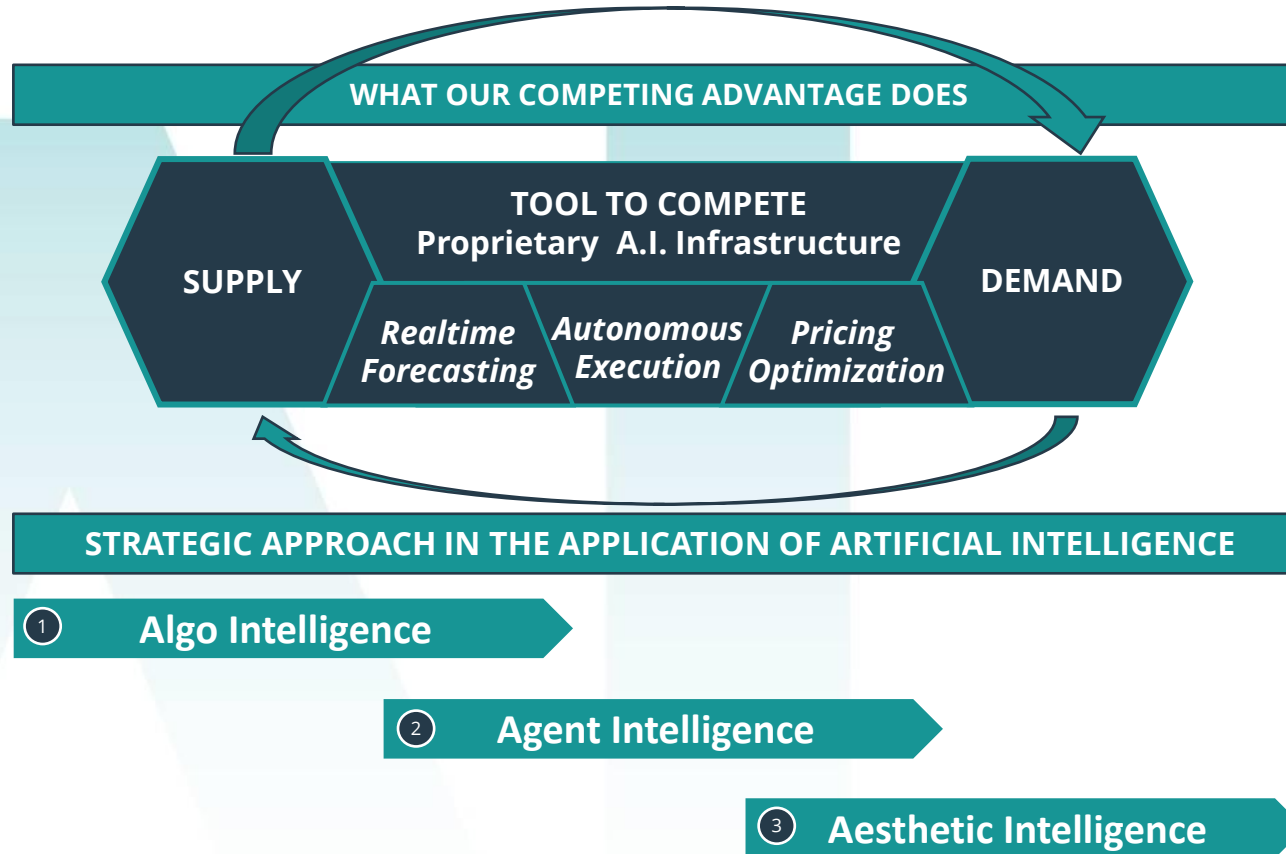 WHAT OUR COMPETING ADVANTAGE DOES
TOOL TO COMPETE
Proprietary A.I. Infrastructure
SUPPLY
DEMAND
Realtime
Forecasting
Autonomous
Execution
Pricing
Optimization
STRATEGIC APPROACH IN THE APPLICATION OF ARTIFICIAL INTELLIGENCE
1 Algo Intelligence
2 Agent Intelligence
3 Aesthetic Intelligence